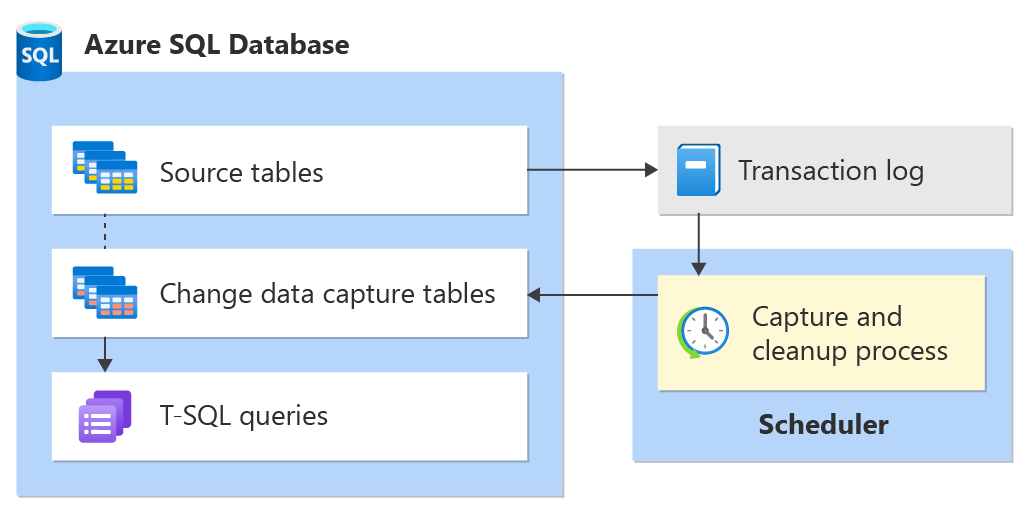 SQL
Azure SQL Database
Source tables
Transaction log
Change data capture tables
Capture and
cleanup process
T-SQL queries
Scheduler